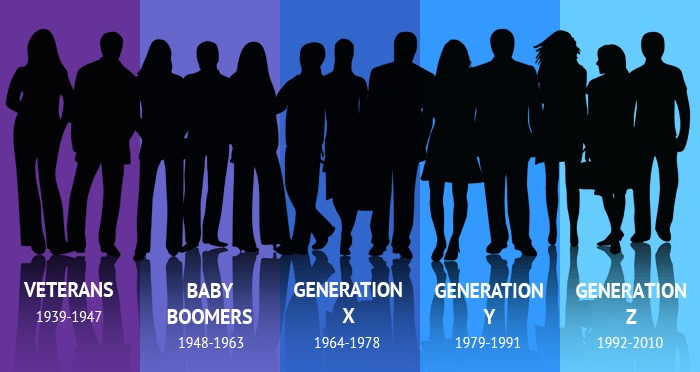 VETERANS
1939-1947
BABY
BOOMERS
1948-1963
GENERATION
X
1964-1978
GENERATION
Y
1979-1991
GENERATION
Z
1992-2010